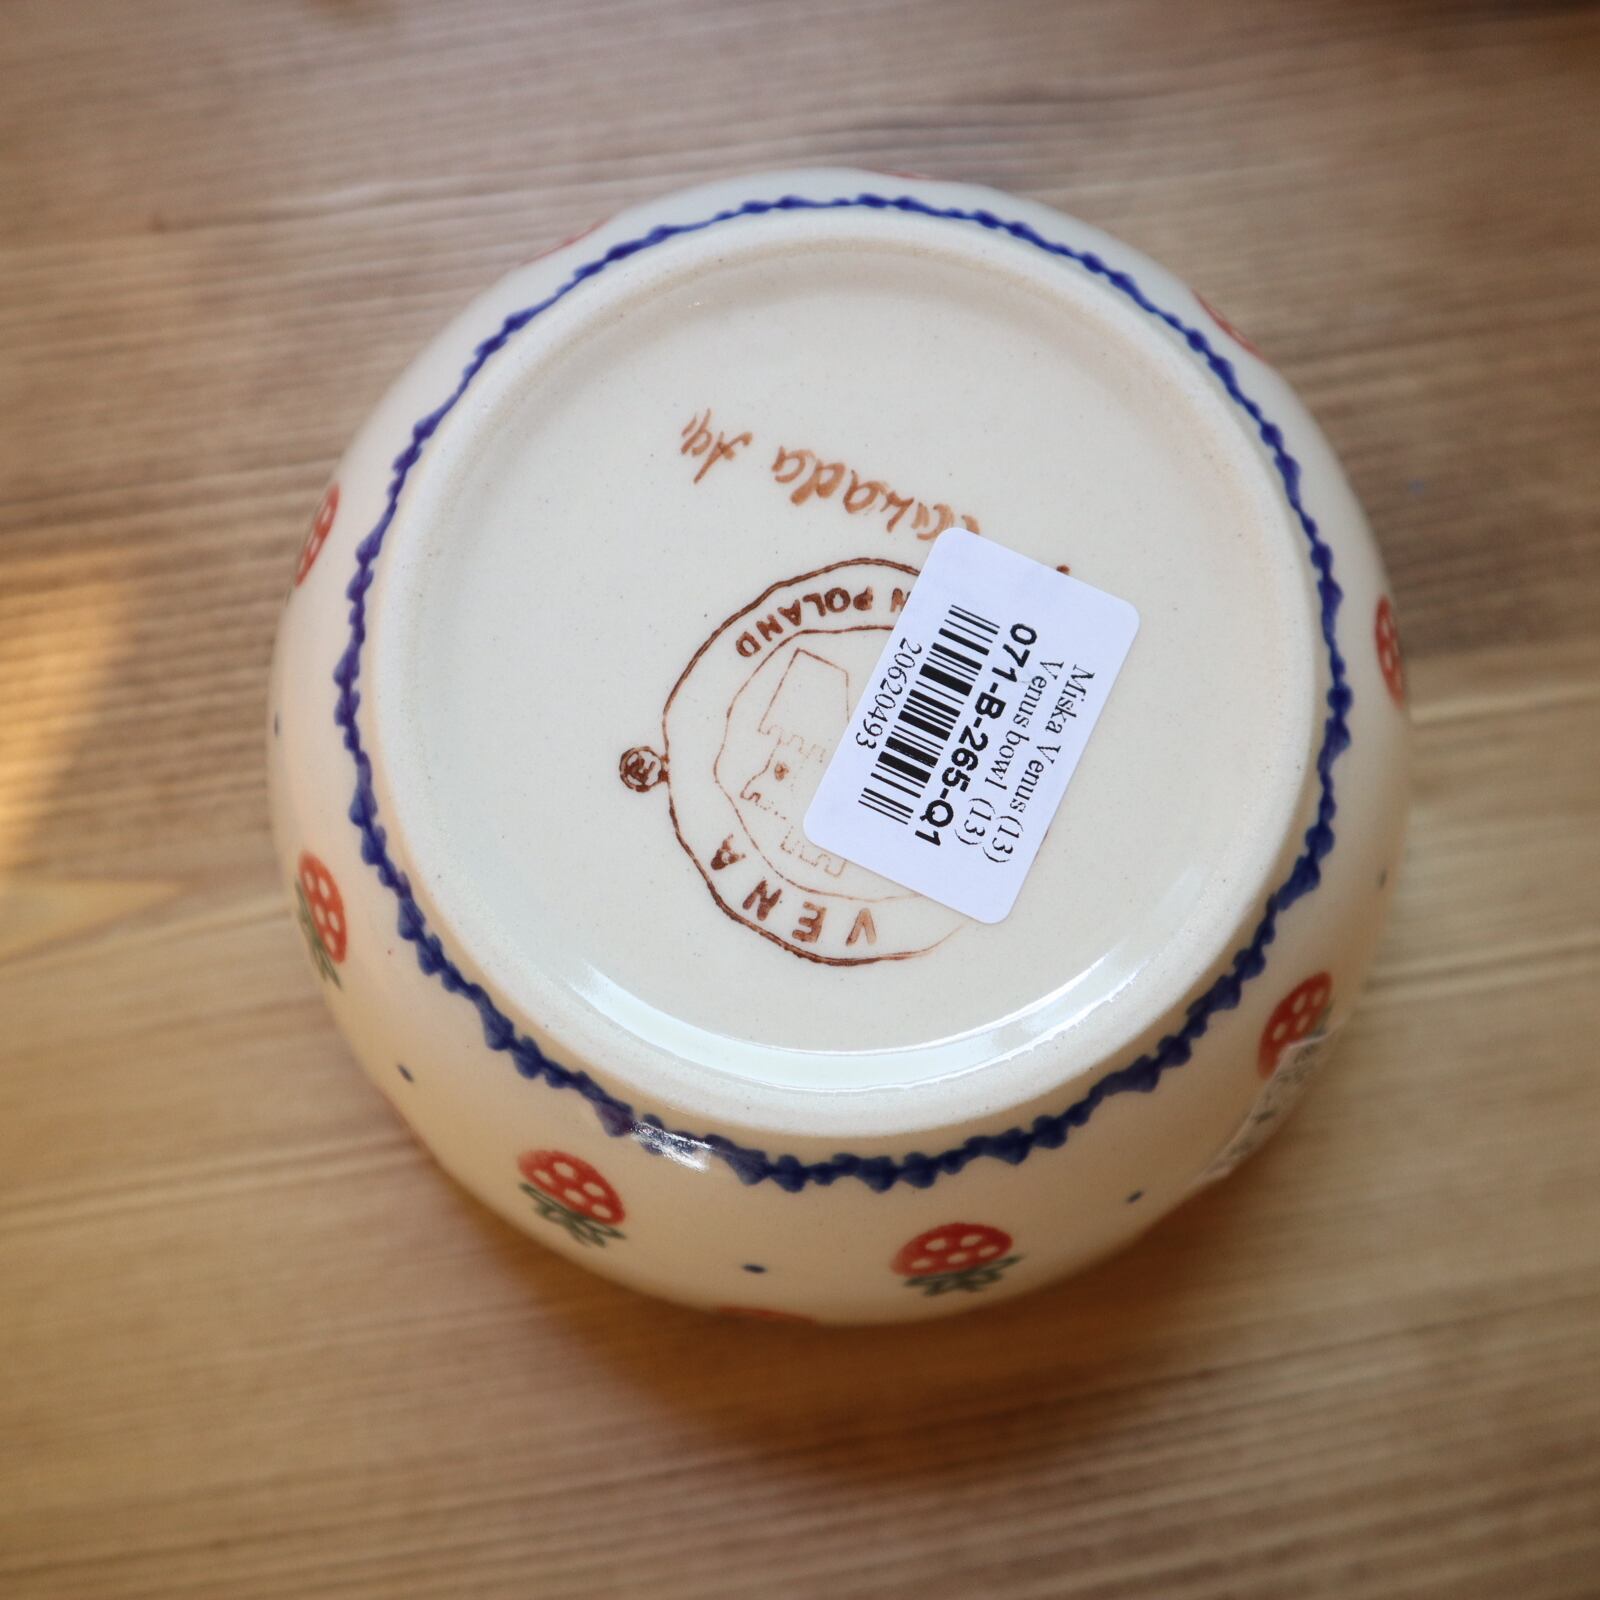 Miska Venus (13)
Venus bowl (13)
071-B-265-Q1
20620493
N POLAND
VENA
R